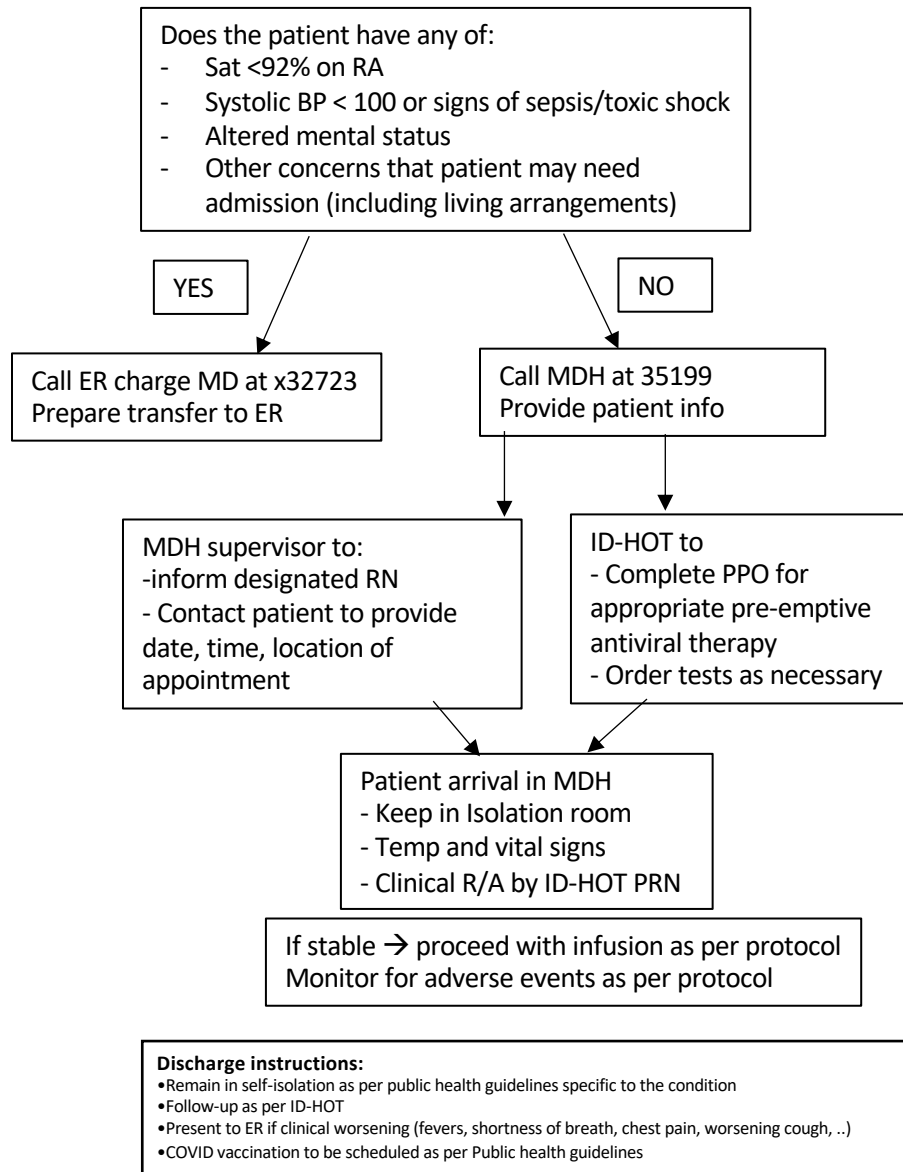 Does the patient have any of:
- Sat <92% on RA
- Systolic BP < 100 or signs of sepsis/toxic shock
- Altered mental status
- Other concerns that patient may need
admission (including living arrangements)
YES
NO
Call ER charge MD at x32723
Prepare transfer to ER
Call MDH at 35199
Provide patient info
MDH supervisor to:
-inform designated RN
- Contact patient to provide
date, time, location of
appointment
ID-HOT to
- Complete PPO for
appropriate pre-emptive
antiviral therapy
- Order tests as necessary
Patient arrival in MDH
- Keep in Isolation room
- Temp and vital signs
- Clinical R/A by ID-HOT PRN
If stable → proceed with infusion as per protocol
Monitor for adverse events as per protocol
Discharge instructions:
•Remain in self-isolation as per public health guidelines specific to the condition
•Follow-up as per ID-HOT
•Present to ER if clinical worsening (fevers, shortness of breath, chest pain, worsening cough, ..)
•COVID vaccination to be scheduled as per Public health guidelines